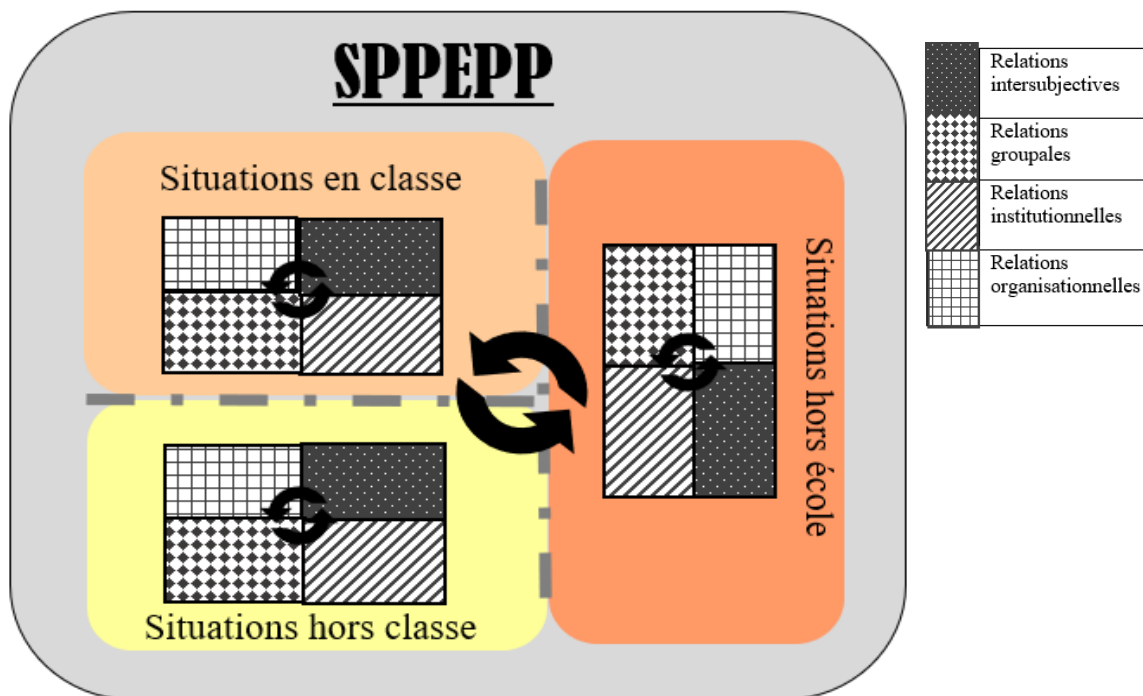 SPPEPP
Situations en classe
Situations hors classe
Situations hors école
Relations
intersubjectives
Relations
groupales
Relations
institutionnelles
Relations
organisationnelles